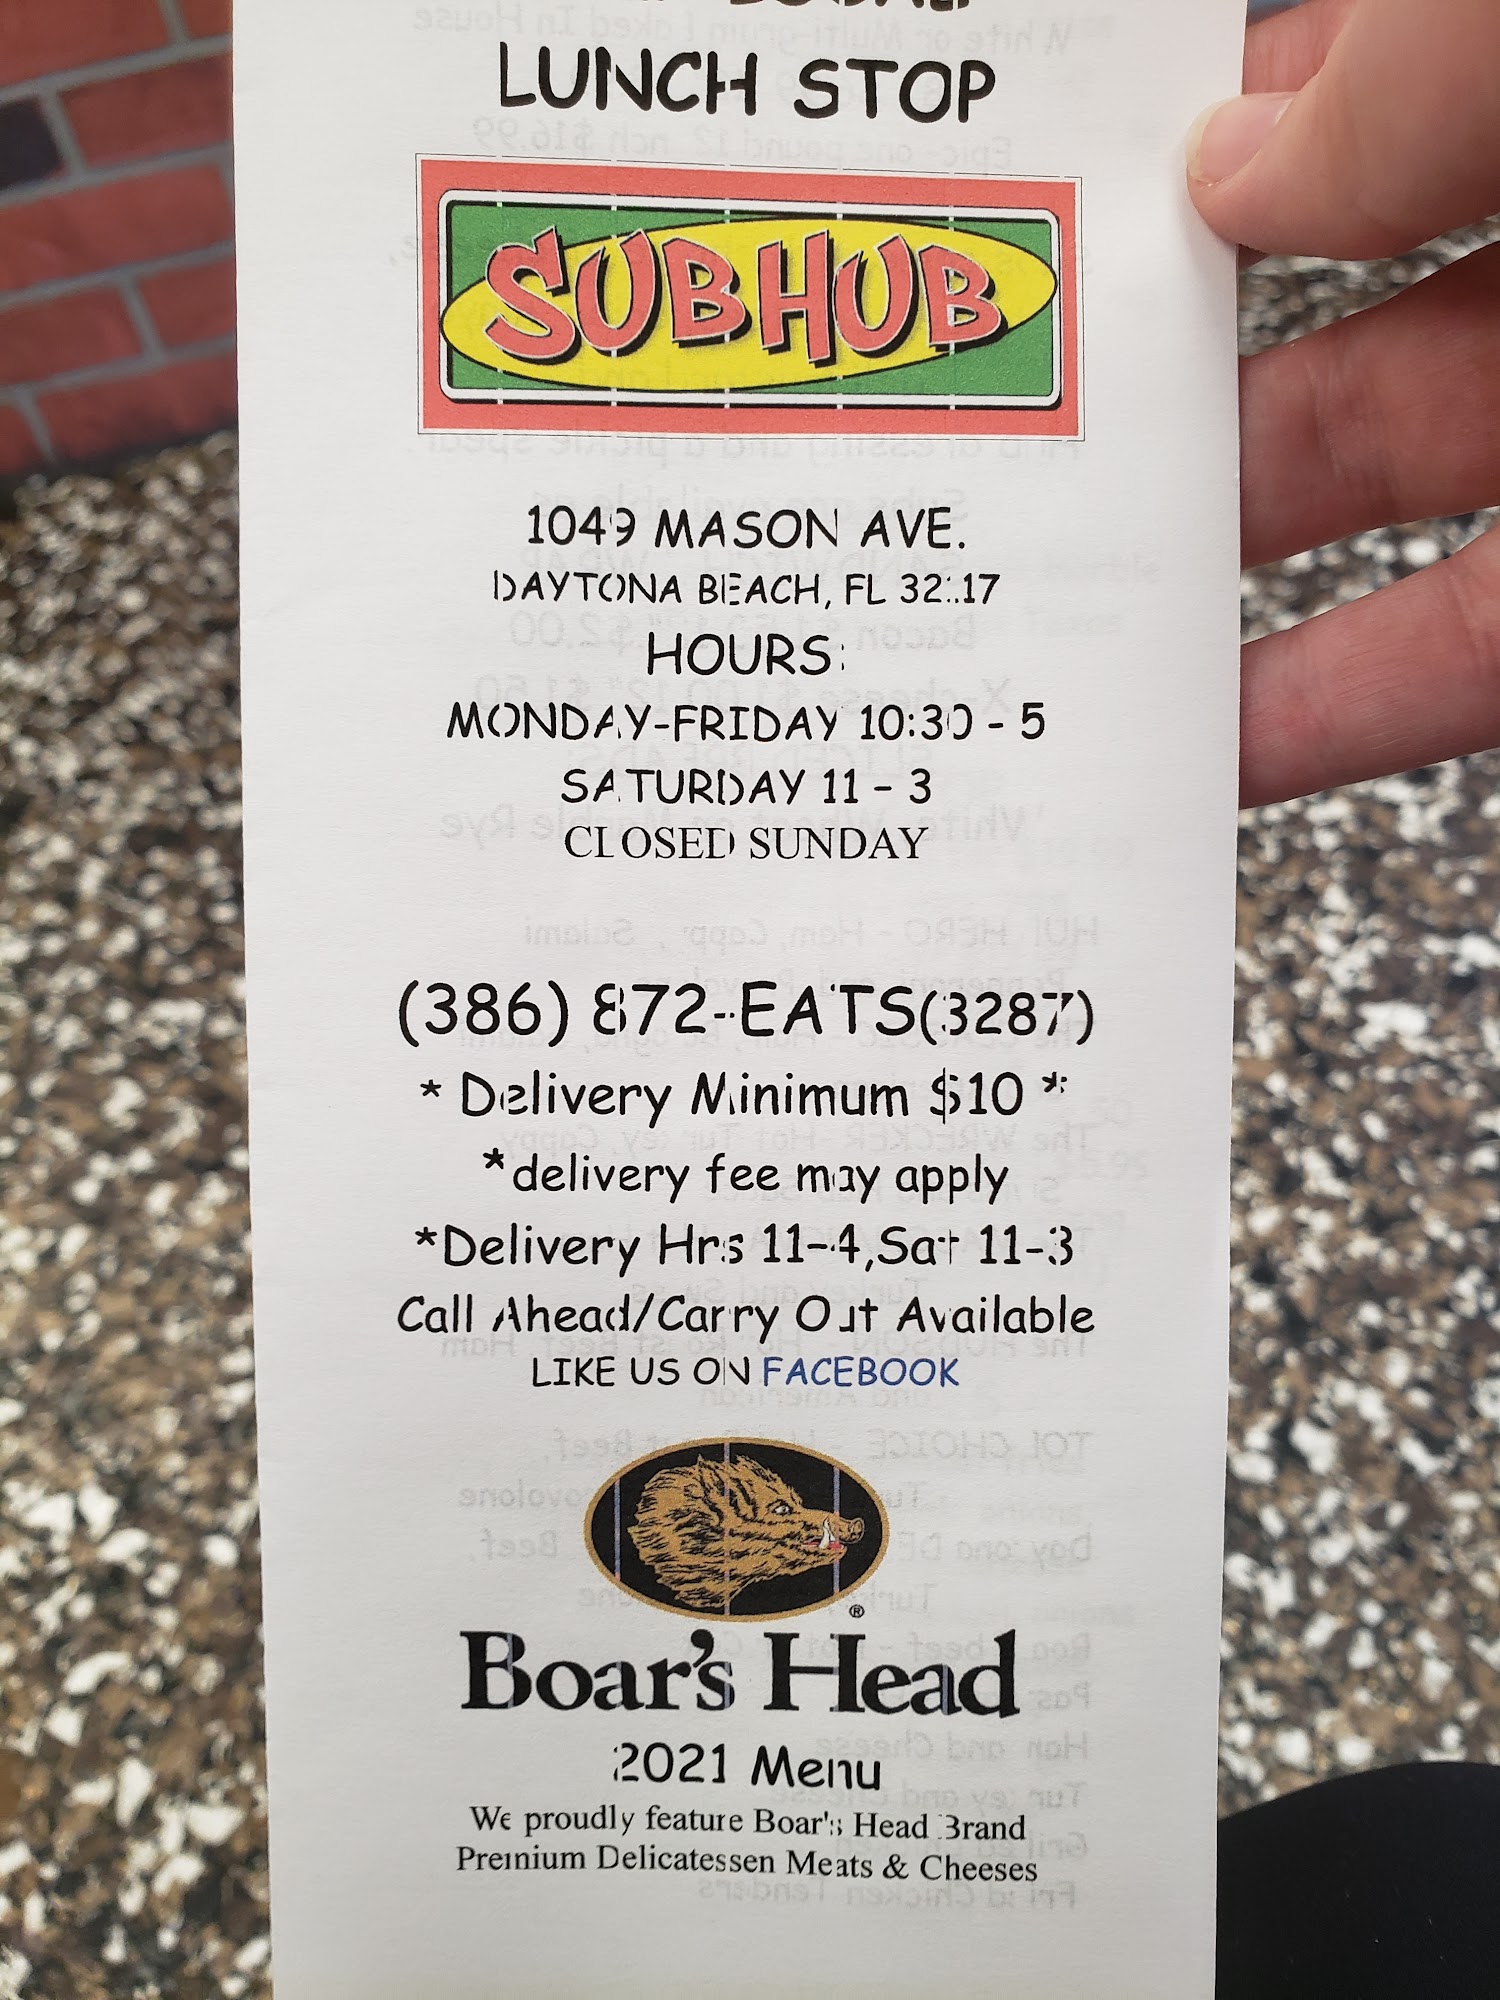 LUNCH STOP
SUB HUB
1049 MASON AVE.
DAYTONA BEACH, FL 32117
HOURS:
MONDAY-FRIDAY 10:30 - 5
SATURDAY 11 - 3
CLOSED SUNDAY
(386) 872-EATS(3287)
* Delivery Minimum $10 *
*delivery fee may apply
*Delivery Hrs 11-4,Sat 11-3
Call Ahead/Carry Out Available
LIKE US ON FACEBOOK
®
Boar's Head
2021 Menu
We proudly feature Boar's Head Brand
Premium Delicatessen Meats & Cheeses